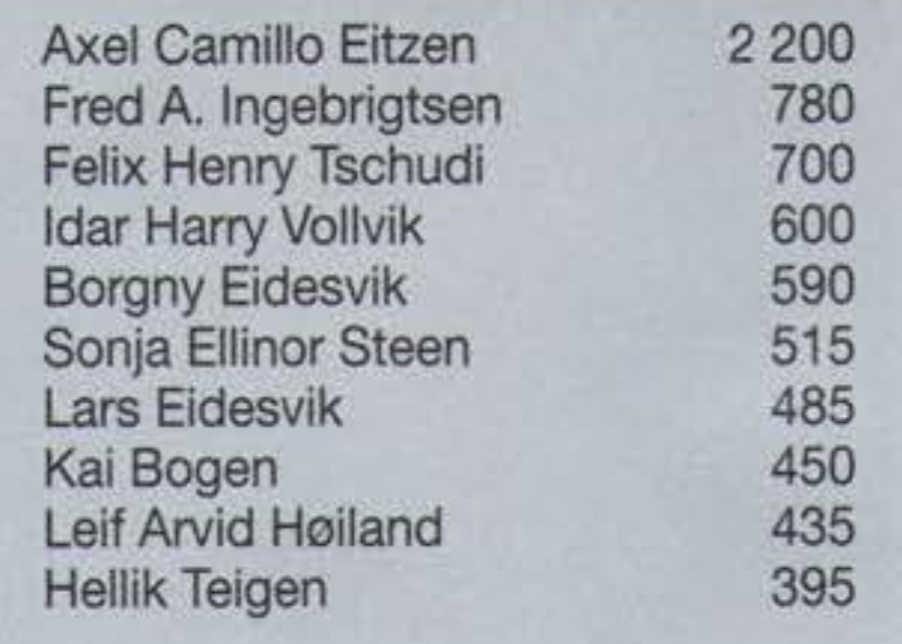 Axel Camillo Eitzen 2 200
Fred A. Ingebrigtsen 780
Felix Henry Tschudi 700
Idar Harry Vollvik 600
Borgny Eidesvik 590
Sonja Ellinor Steen 515
Lars Eidesvik 485
Kai Bogen 450
Leif Arvid Høiland 435
Hellik Teigen 395